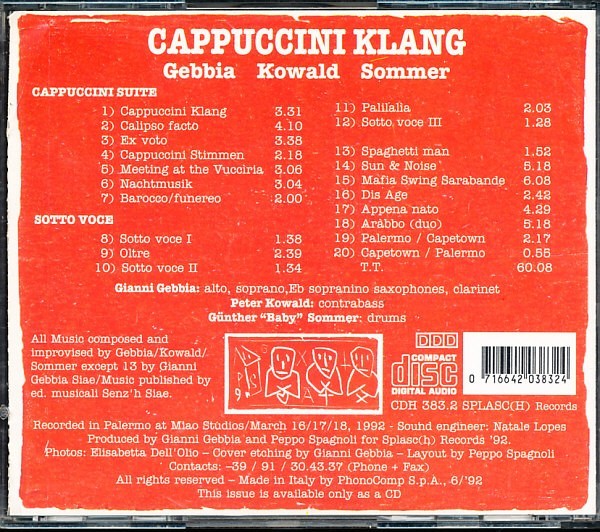 CAPPUCCINI KLANG
Gebbia Kowald Sommer
CAPPUCCINI SUITE
1) Cappuccini Klang 3.31
2) Calipso facto 4.10
3) Ex voto 3.38
4) Cappuccini Stimmen 2.18
5) Meeting at the Vucciria 3.06
6) Nachtmusik 3.04
7) Barocco/funereo 2.00
SOTTO VOCE
8) Sotto voce I 1.38
9) Oltre 2.39
10) Sotto voce II 1.34
11) Palilalia 2.03
12) Sotto voce III 1.28
13) Spaghetti man 1.52
14) Sun & Noise 5.18
15) Mafia Swing Sarabande 6.08
16) Dis Age 2.42
17) Appena nato 4.29
18) Aràbbo (duo) 5.18
19) Palermo / Capetown 2.17
20) Capetown / Palermo 0.55
T.T. 60.08
Gianni Gebbia: alto, soprano,Eb sopranino saxophones, clarinet
Peter Kowald: contrabass
Günther "Baby" Sommer: drums
All Music composed and
improvised by Gebbia/Kowald/
Sommer except 13 by Gianni
Gebbia Siae/Music published by
ed. musicali Senz'h Siae.
DDD
COMPACT
disc
DIGITAL AUDIO
0 716642 038324
CDH 383.2 SPLASC(H) Records
Recorded in Palermo at Miao Studios/March 16/17/18, 1992 - Sound engineer: Natale Lopes
Produced by Gianni Gebbia and Peppo Spagnoli for Splasc(h) Records '92.
Photos: Elisabetta Dell'Olio - Cover etching by Gianni Gebbia - Layout by Peppo Spagnoli
Contacts: -39 / 91 / 30.43.37 (Phone + Fax)
All rights reserved - Made in Italy by PhonoComp S.p.A., 6/'92
This issue is available only as a CD